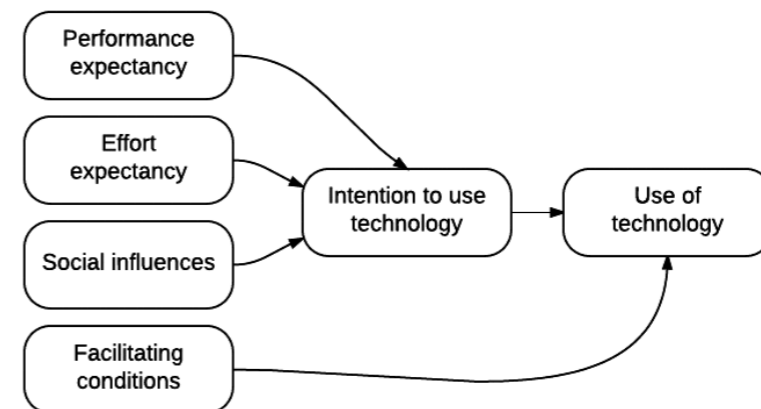 Performance
expectancy
Effort
expectancy
Social influences
Facilitating
conditions
Intention to use
technology
Use of
technology